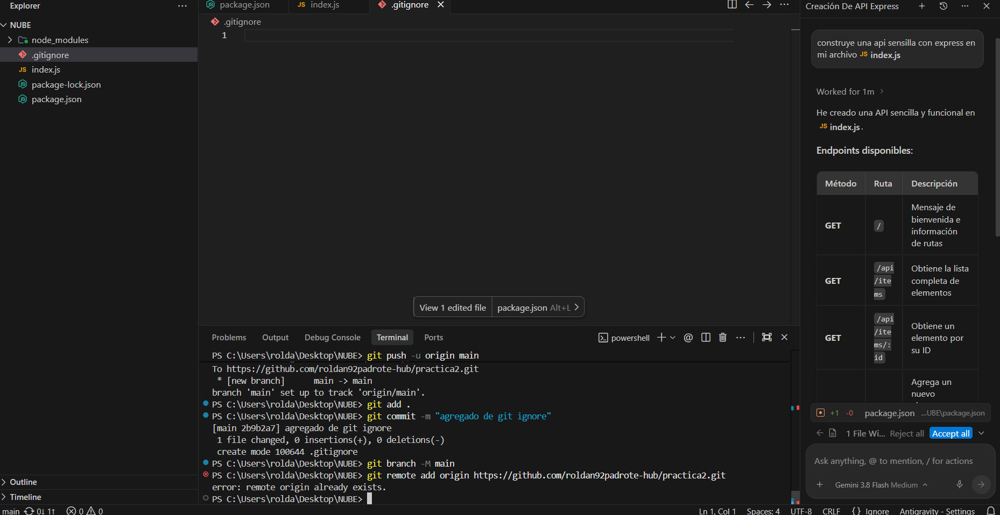 Explorer
NUBE
node_modules
.gitignore
index.js
package-lock.json
package.json
Outline
Timeline
package.json
index.js
.gitignore
.gitignore
1
View 1 edited file
package.json Alt+L
Problems
Output
Debug Console
Terminal
Ports
powershell
PS C:\Users\rolda\Desktop\NUBE> git push -u origin main
To https://github.com/roldan92padrote-hub/practica2.git
* [new branch]      main -> main
branch 'main' set up to track 'origin/main'.
PS C:\Users\rolda\Desktop\NUBE> git add .
PS C:\Users\rolda\Desktop\NUBE> git commit -m "agregado de git ignore"
[main 2b9b2a7] agregado de git ignore
1 file changed, 0 insertions(+), 0 deletions(-)
create mode 100644 .gitignore
PS C:\Users\rolda\Desktop\NUBE> git branch -M main
PS C:\Users\rolda\Desktop\NUBE> git remote add origin https://github.com/roldan92padrote-hub/practica2.git
error: remote origin already exists.
PS C:\Users\rolda\Desktop\NUBE>
Creación De API Express
construye una api sensilla con express en
mi archivo JS index.js
Worked for 1m
He creado una API sencilla y funcional en
JS index.js.
Endpoints disponibles:
Método Ruta Descripción
GET
/
Mensaje de
bienvenida e
información
de rutas
GET
/api
/ite
ms
Obtiene la lista
completa de
elementos
GET
/api
/ite
ms/:
id
Obtiene un
elemento por
su ID
Agrega un
nuevo
+1 -0 package.json ...UBE\package.json
1 File Wi... Reject all Accept all
Ask anything, @ to mention, / for actions
Gemini 3.8 Flash Medium
main 0↓ 1↑ 0 0
Ln 1, Col 1 Spaces: 4 UTF-8 CRLF {} Ignore Antigravity - Settings